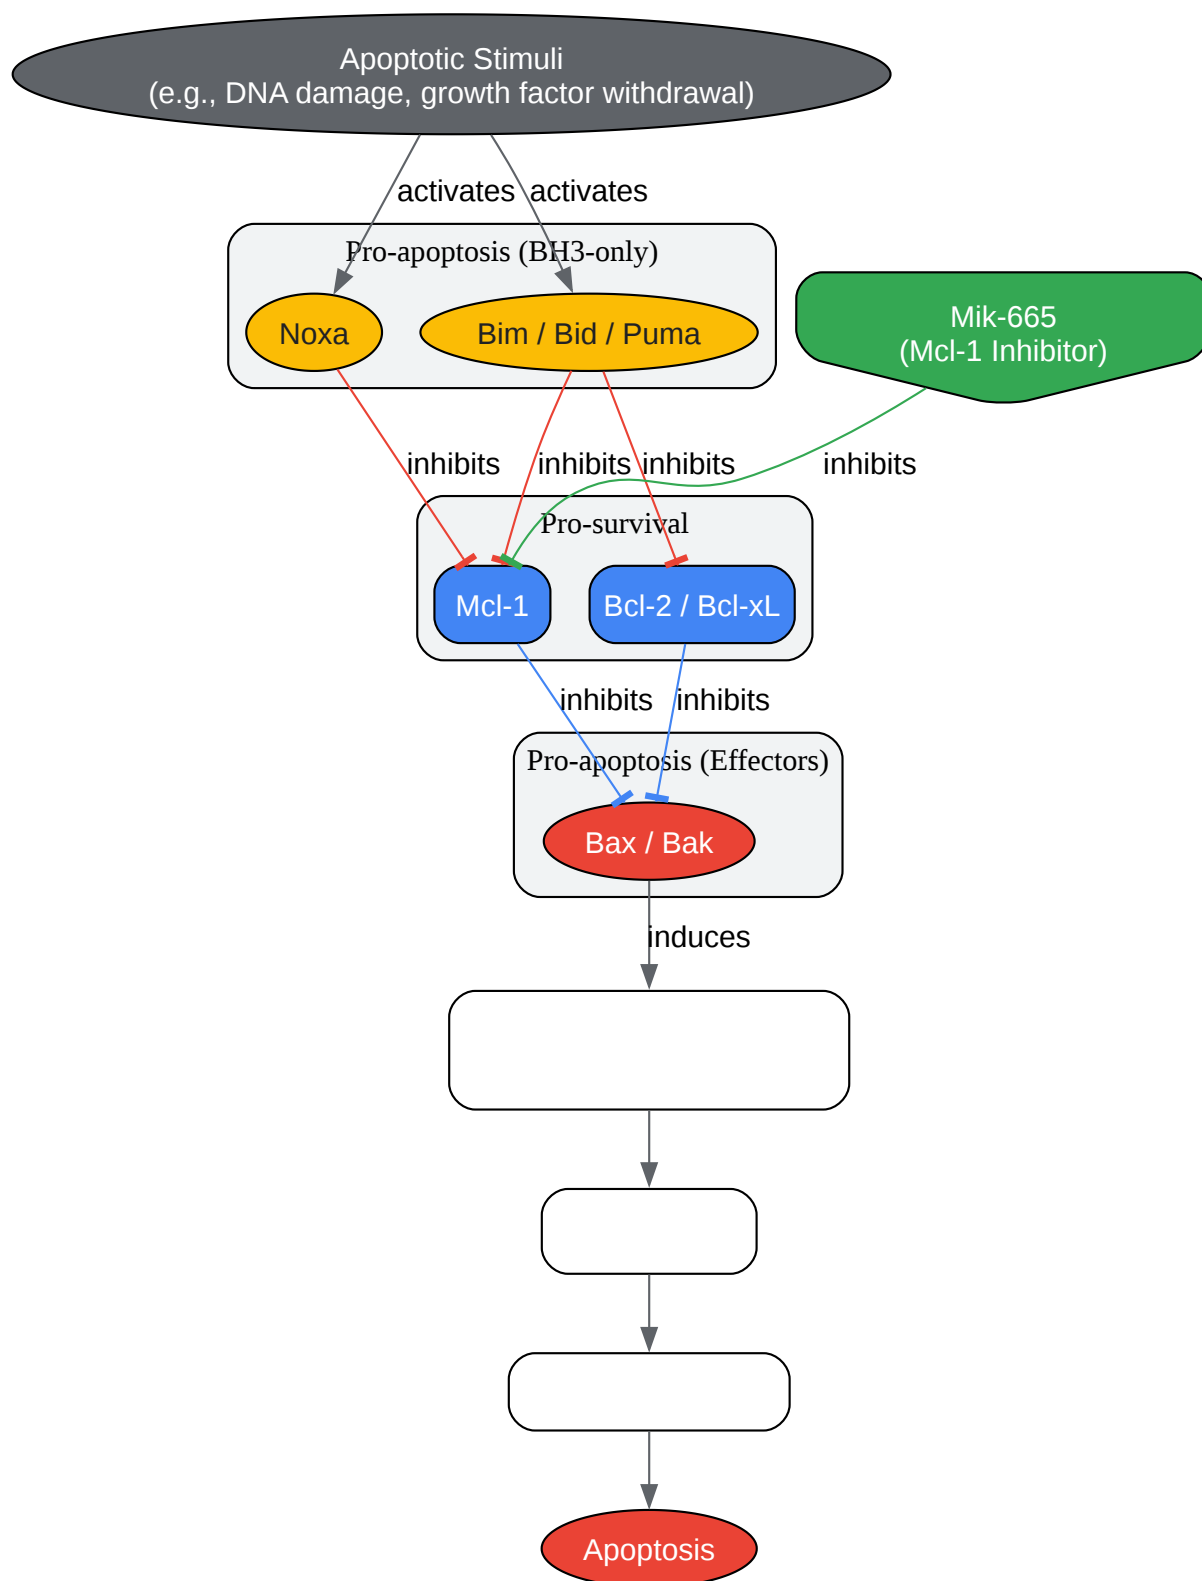 Apoptotic Stimuli
(e.g., DNA damage, growth factor withdrawal)
activates
activates
Pro-apoptosis (BH3-only)
Noxa
Bim / Bid / Puma
Mik-665
(Mcl-1 Inhibitor)
inhibits
inhibits
inhibits
inhibits
Pro-survival
Mcl-1
Bcl-2 / Bcl-xL
inhibits
inhibits
Pro-apoptosis (Effectors)
Bax / Bak
induces
Apoptosis